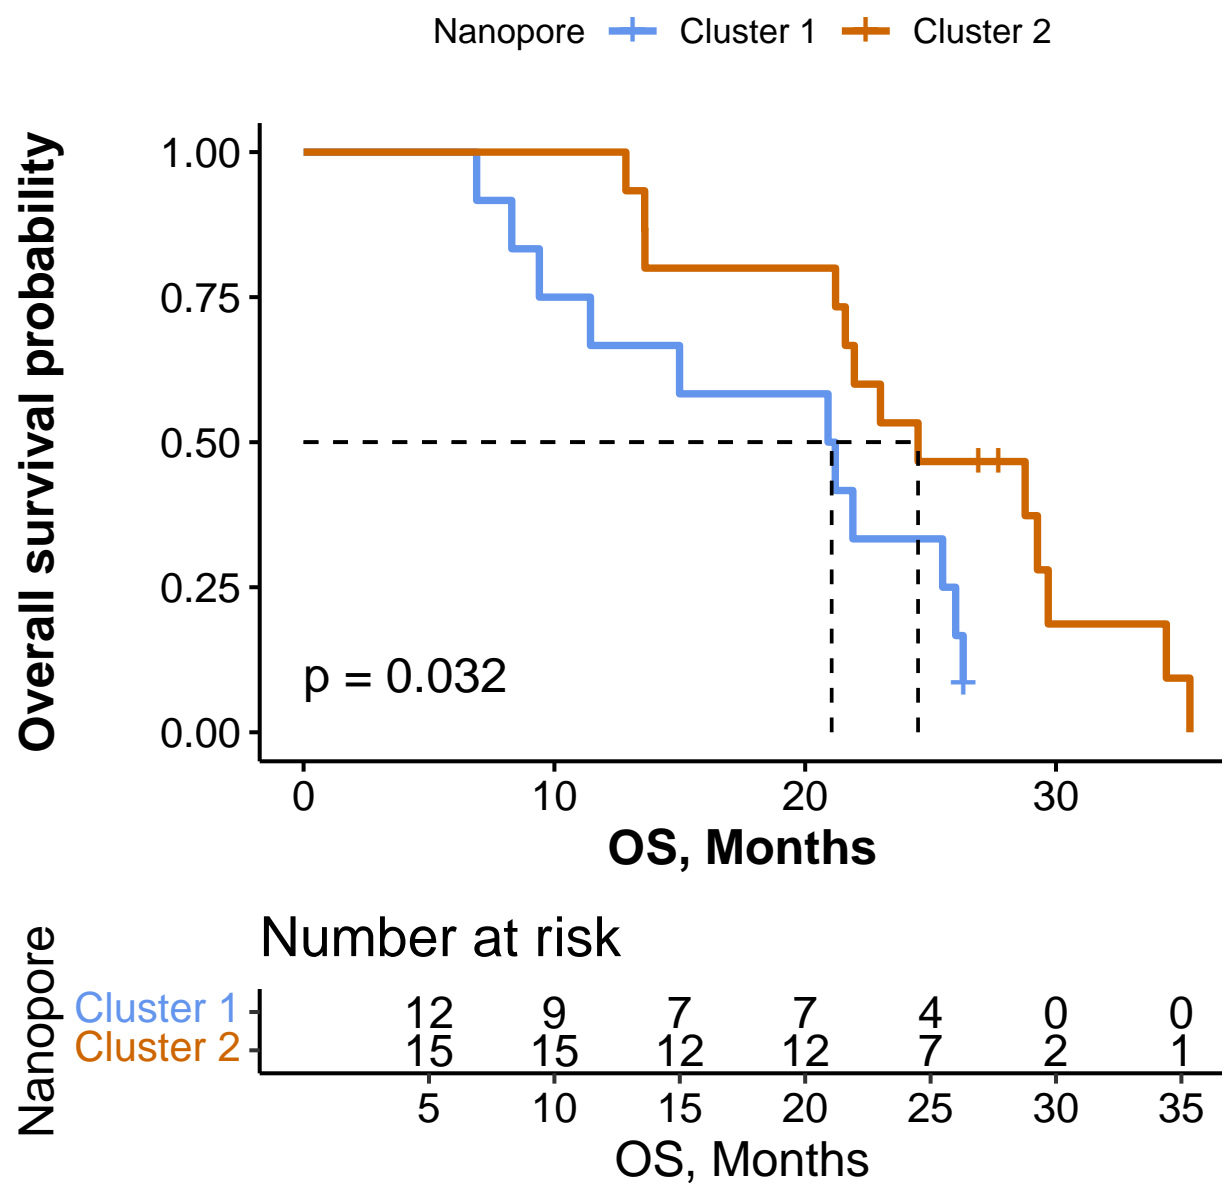 Nanopore Cluster 1 Cluster 2
Overall survival probability
1.00
0.75
0.50
0.25
0.00
p = 0.032
0 10 20 30
OS, Months
Number at risk
Nanopore
Cluster 1 12 9 7 7 4 0 0
Cluster 2 15 15 12 12 7 2 1
5 10 15 20 25 30 35
OS, Months